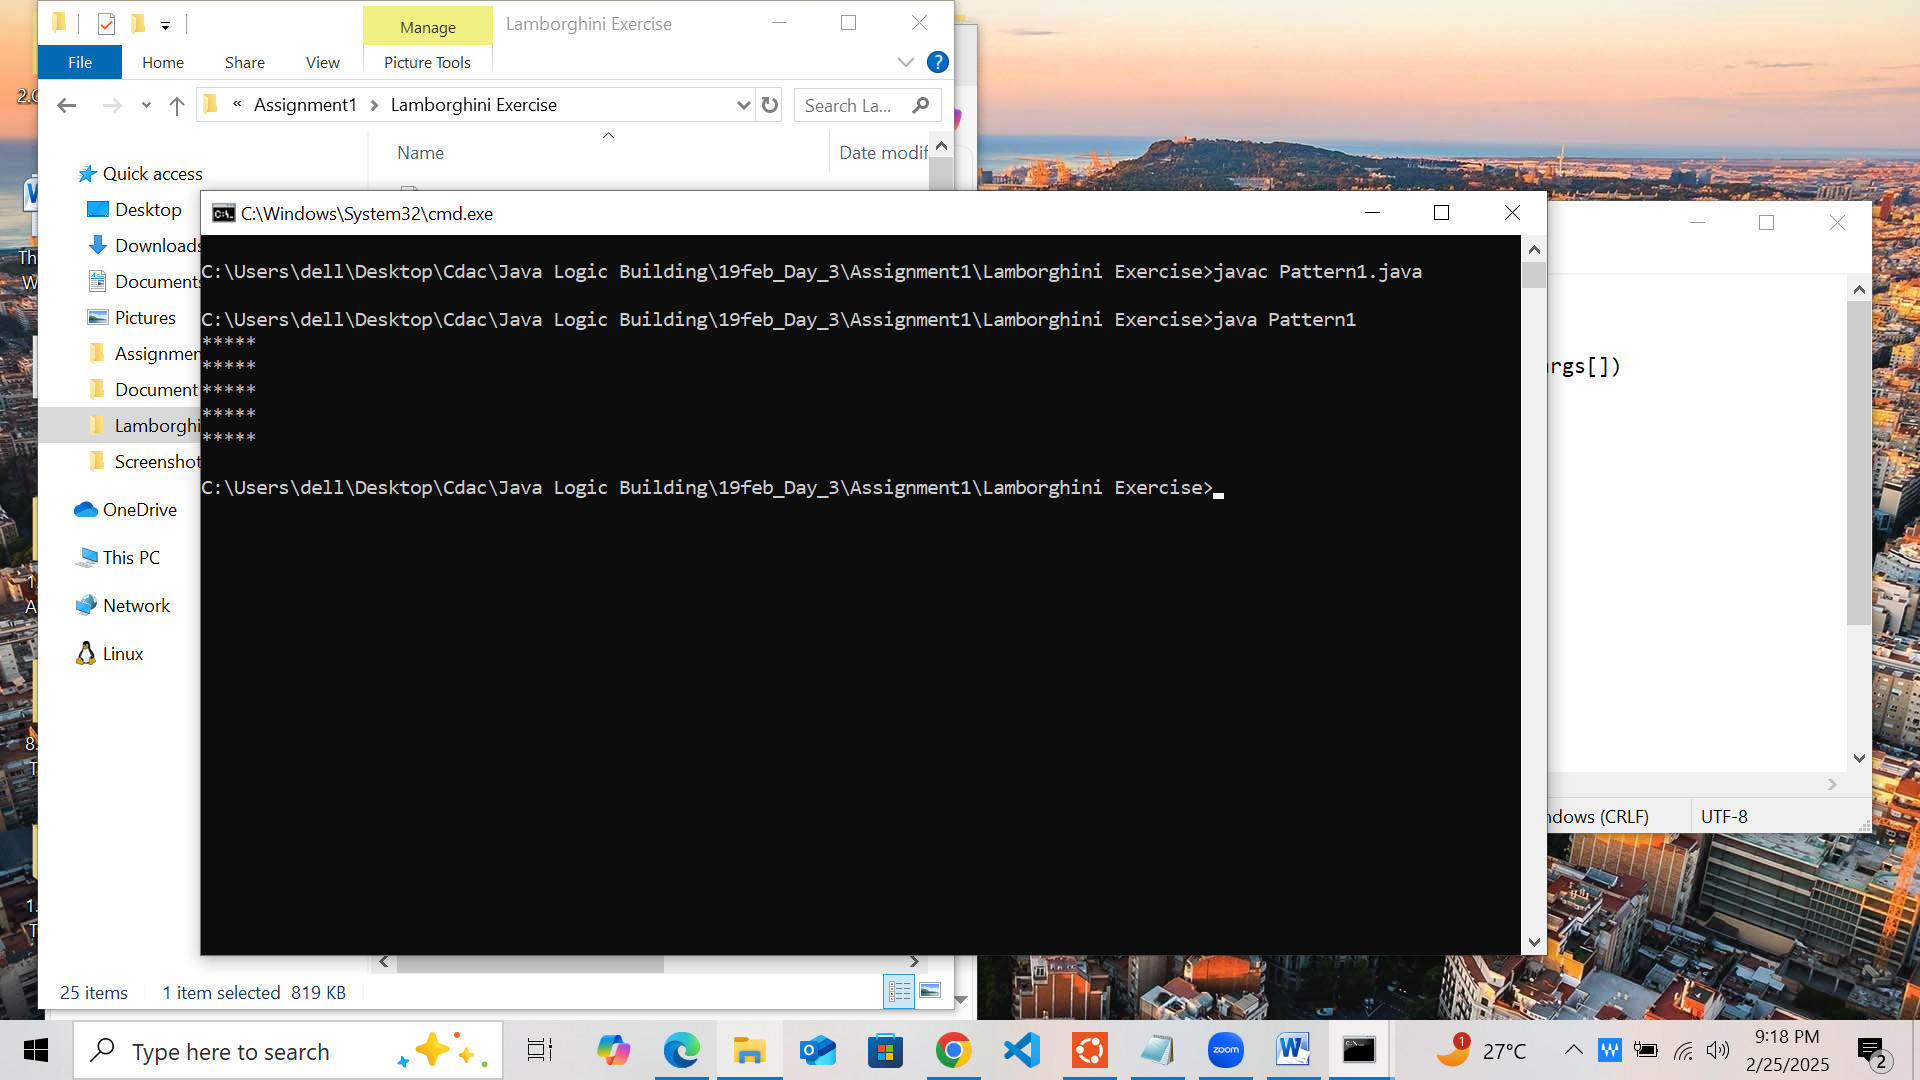 Manage
Lamborghini Exercise
File
Home
Share
View
Picture Tools
?
« Assignment1 > Lamborghini Exercise
Search La...
Name
Date modif
Quick access
Desktop
Downloads
Documents
Pictures
Assignmen
Document
Lamborghi
Screenshot
OneDrive
This PC
Network
Linux
25 items
1 item selected 819 KB
C:\Windows\System32\cmd.exe
C:\Users\dell\Desktop\Cdac\Java Logic Building\19feb_Day_3\Assignment1\Lamborghini Exercise>javac Pattern1.java
C:\Users\dell\Desktop\Cdac\Java Logic Building\19feb_Day_3\Assignment1\Lamborghini Exercise>java Pattern1
*****
*****
*****
*****
*****
C:\Users\dell\Desktop\Cdac\Java Logic Building\19feb_Day_3\Assignment1\Lamborghini Exercise>
rgs[])
ndows (CRLF)
UTF-8
Type here to search
zoom
1
27°C
9:18 PM
2/25/2025
2